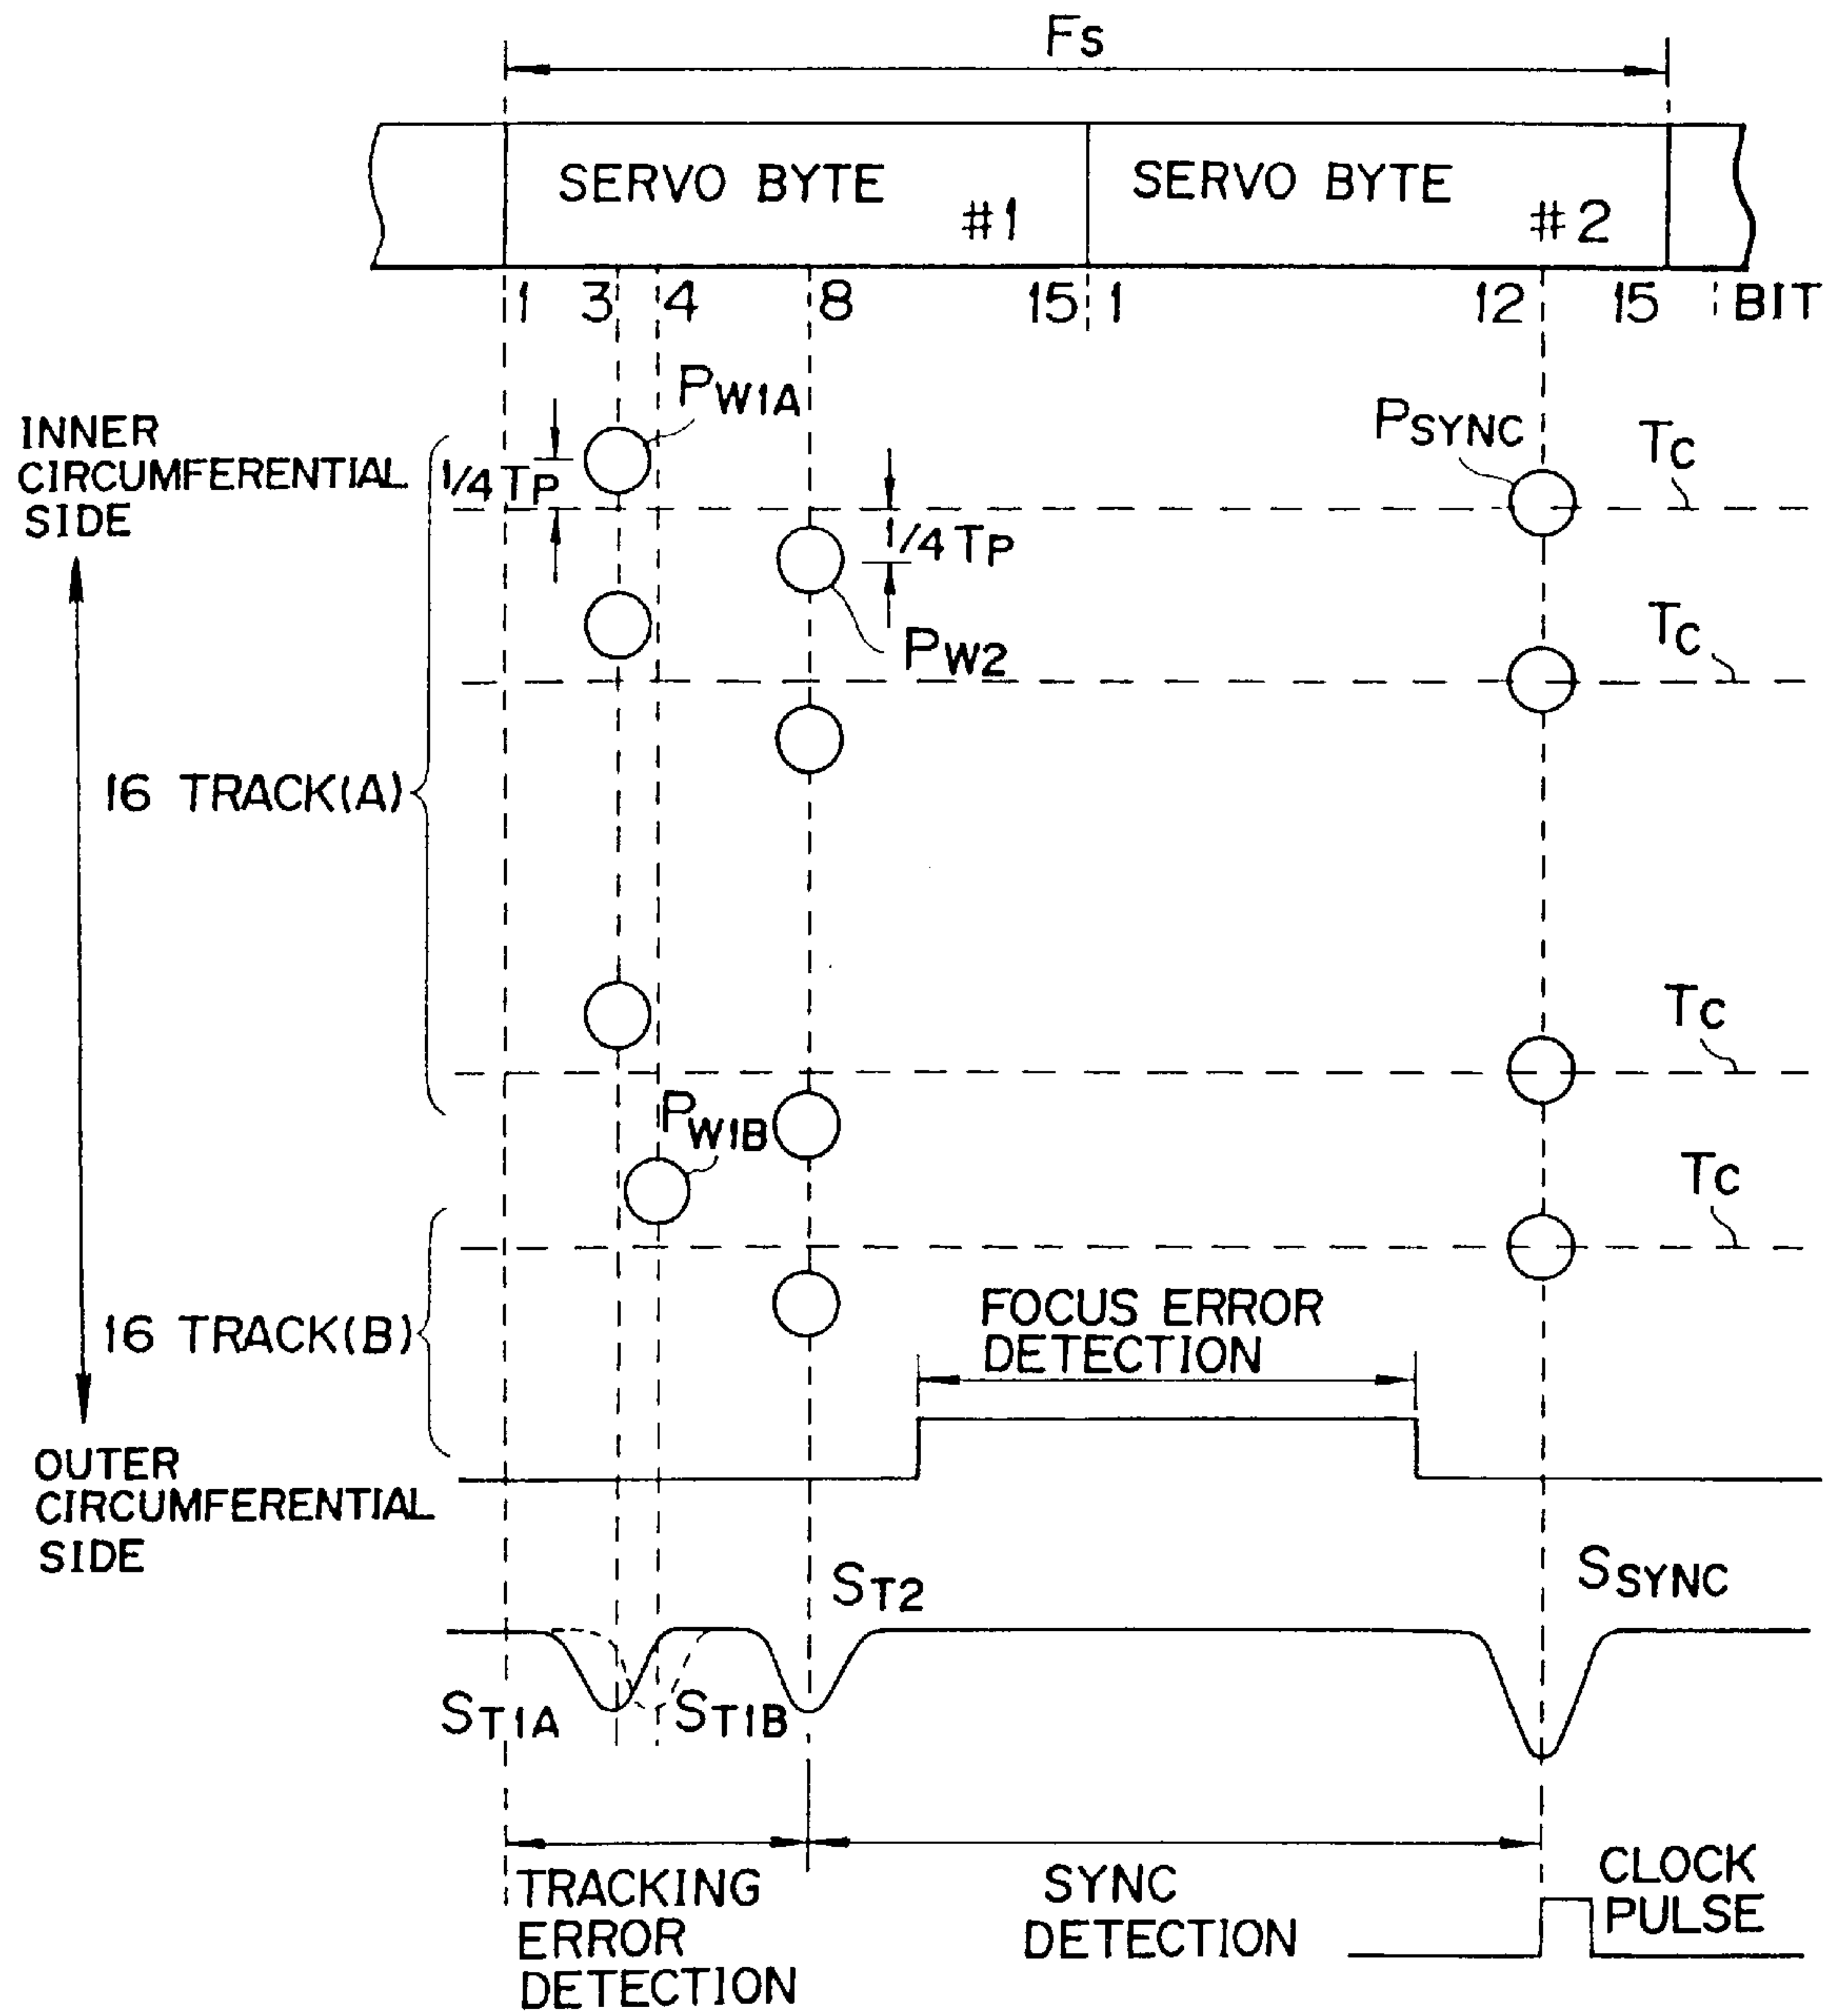 Fs
SERVO BYTE #1
SERVO BYTE #2
1 3 4 8 15 1 12 15 BIT
PW1A
INNER
CIRCUMFERENTIAL
SIDE
1/4 TP
PSYNC
TC
1/4 TP
PW2
TC
16 TRACK(A)
TC
PW1B
TC
FOCUS ERROR
DETECTION
16 TRACK(B)
OUTER
CIRCUMFERENTIAL
SIDE
ST2
SSYNC
ST1A
ST1B
TRACKING
ERROR
DETECTION
SYNC
DETECTION
CLOCK
PULSE